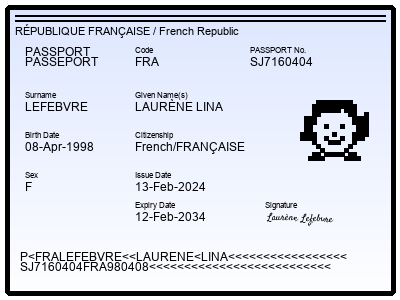 RÉPUBLIQUE FRANÇAISE / French Republic
PASSPORT
PASSEPORT
Code
FRA
PASSPORT No.
SJ7160404
Surname
LEFEBVRE
Given Name(s)
LAURÈNE LINA
Birth Date
08-Apr-1998
Citizenship
French/FRANÇAISE
Sex
F
Issue Date
13-Feb-2024
Expiry Date
12-Feb-2034
Signature
Laurène Lefebvre
P<FRALEFEBVRE<<LAURENE<LINA<<<<<<<<<<<<<<<<<
SJ7160404FRA980408<<<<<<<<<<<<<<<<<<<<<<<<<<